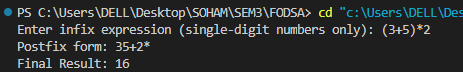 PS C:\Users\DELL\Desktop\SOHAM\SEM3\FODSA> cd "c:\Users\DELL\Des
Enter infix expression (single-digit numbers only): (3+5)*2
Postfix form: 35+2*
Final Result: 16